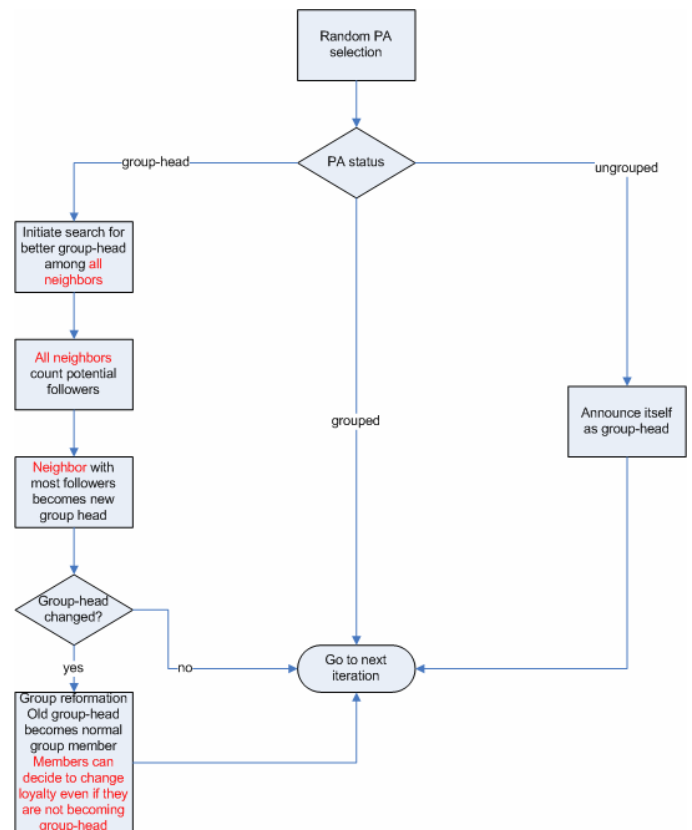 Random PA
selection
PA status
group-head
ungrouped
Initiate search for
better group-head
among all
neighbors
All neighbors
count potential
followers
grouped
Announce itself
as group-head
Neighbor with
most followers
becomes new
group head
Group-head
changed?
yes
no
Go to next
iteration
Group reformation
Old group-head
becomes normal
group member
Members can
decide to change
loyalty even if they
are not becoming
group-head